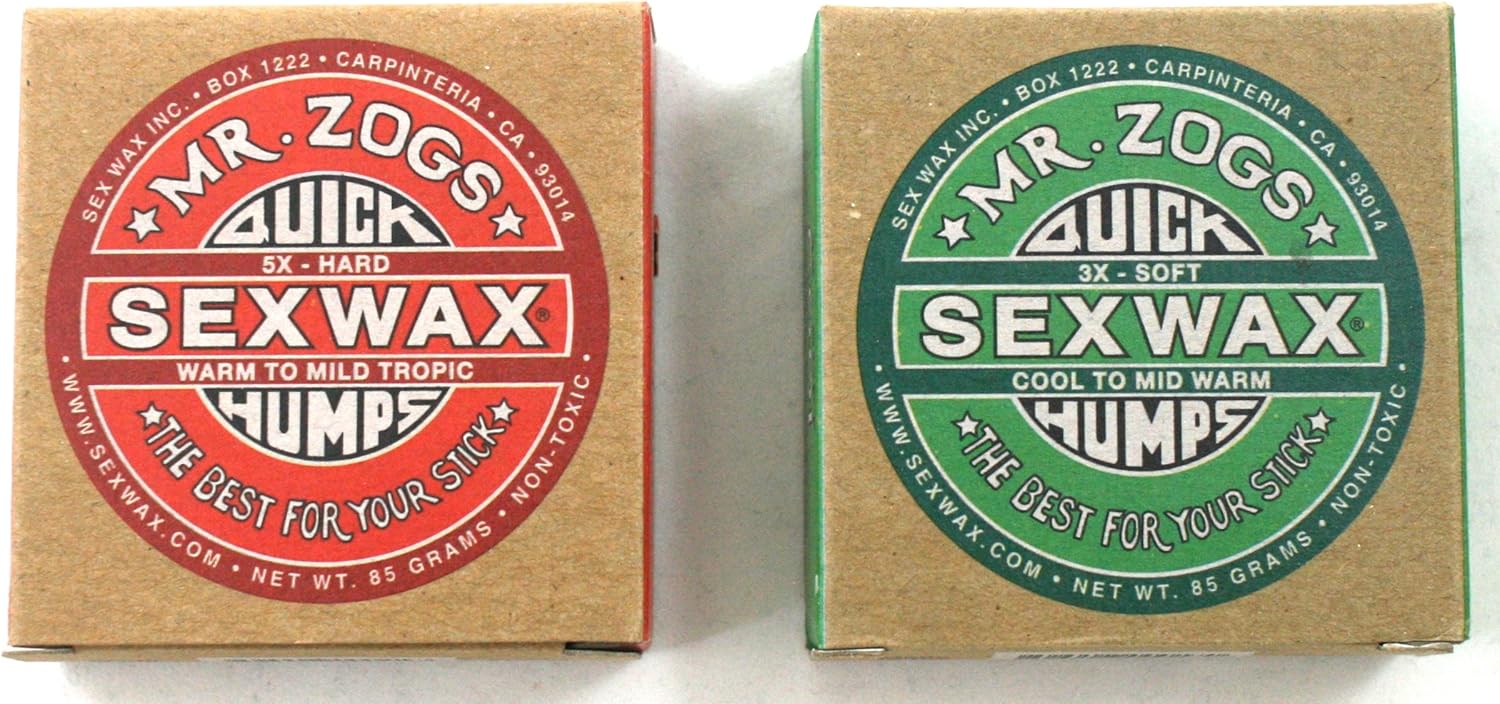 SEX WAX INC. • BOX 1222 • CARPINTERIA • CA • 93014
MR. ZOGS
QUICK
5X - HARD
SEXWAX®
WARM TO MILD TROPIC
HUMPS
THE BEST FOR YOUR STICK
• WWW.SEXWAX.COM • NET WT. 85 GRAMS • NON-TOXIC •
SEX WAX INC. • BOX 1222 • CARPINTERIA • CA • 93014
MR. ZOGS
QUICK
3X - SOFT
SEXWAX®
COOL TO MID WARM
HUMPS
THE BEST FOR YOUR STICK
• WWW.SEXWAX.COM • NET WT. 85 GRAMS • NON-TOXIC •